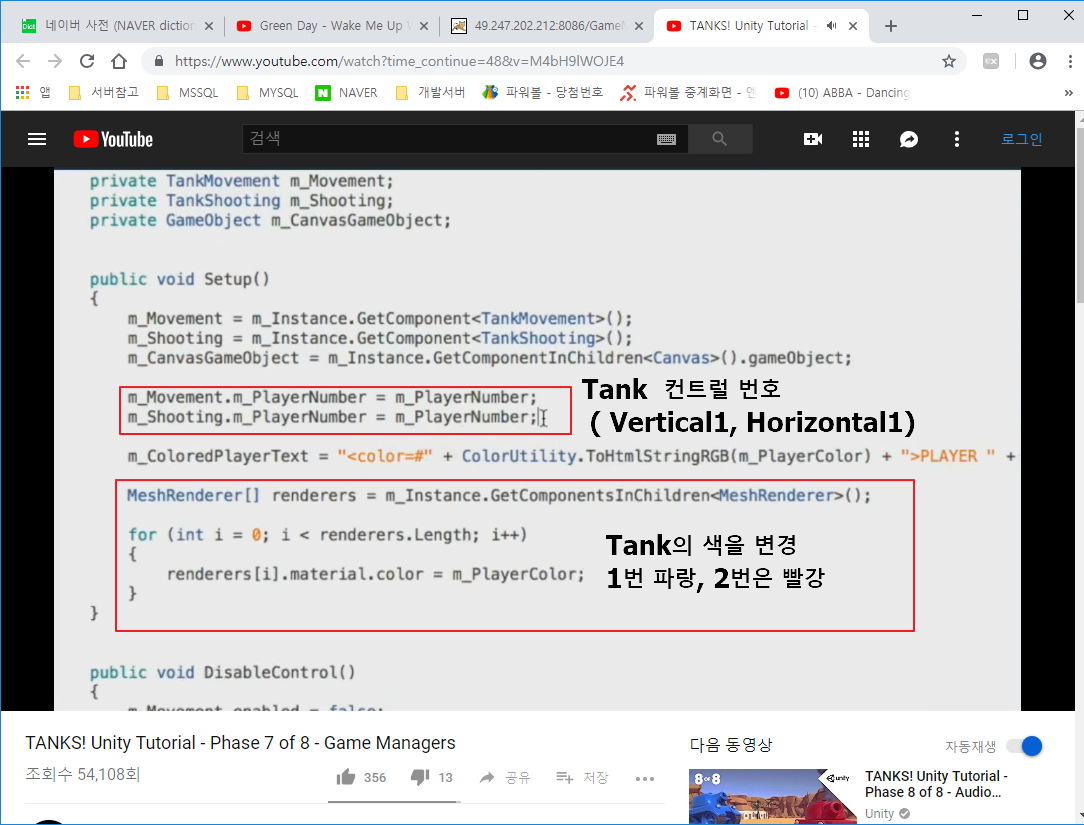 네이버 사전 (NAVER diction
Green Day - Wake Me Up W
49.247.202.212:8086/GameM
TANKS! Unity Tutorial -
https://www.youtube.com/watch?time_continue=48&v=M4bH9lWOJE4
앱
서버참고
MSSQL
MYSQL
NAVER
개발서버
파워볼 - 당첨번호
파워볼 중계화면 - 엔
(10) ABBA - Dancing
»
YouTube
검색
로그인
private TankMovement m_Movement;
private TankShooting m_Shooting;
private GameObject m_CanvasGameObject;
public void Setup()
{
m_Movement = m_Instance.GetComponent<TankMovement>();
m_Shooting = m_Instance.GetComponent<TankShooting>();
m_CanvasGameObject = m_Instance.GetComponentInChildren<Canvas>().gameObject;
m_Movement.m_PlayerNumber = m_PlayerNumber;
m_Shooting.m_PlayerNumber = m_PlayerNumber;
Tank 컨트럴 번호
( Vertical1, Horizontal1)
m_ColoredPlayerText = "<color=#" + ColorUtility.ToHtmlStringRGB(m_PlayerColor) + ">PLAYER " +
MeshRenderer[] renderers = m_Instance.GetComponentsInChildren<MeshRenderer>();
for (int i = 0; i < renderers.Length; i++)
{
renderers[i].material.color = m_PlayerColor;
}
Tank의 색을 변경
1번 파랑, 2번은 빨강
}
public void DisableControl()
{
m_Movement.enabled = false;
TANKS! Unity Tutorial - Phase 7 of 8 - Game Managers
조회수 54,108회
356
13
공유
저장
다음 동영상
자동재생
8 OF 8
unity
TANKS! Unity Tutorial -
Phase 8 of 8 - Audio...
Unity